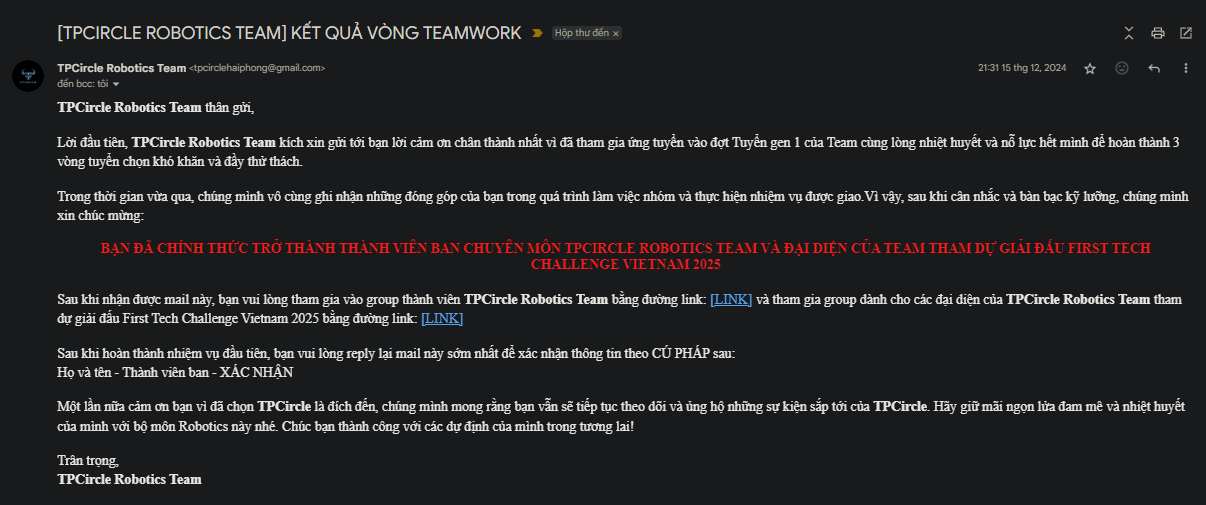 [TPCIRCLE ROBOTICS TEAM] KẾT QUẢ VÒNG TEAMWORK
Hộp thư đến ×
TPCircle Robotics Team <tpcirclehaiphong@gmail.com>
21:31 15 thg 12, 2024
đến bcc: tôi
TPCircle Robotics Team thân gửi,
Lời đầu tiên, TPCircle Robotics Team kích xin gửi tới bạn lời cảm ơn chân thành nhất vì đã tham gia ứng tuyển vào đợt Tuyển gen 1 của Team cùng lòng nhiệt huyết và nỗ lực hết mình để hoàn thành 3
vòng tuyển chọn khó khăn và đầy thử thách.
Trong thời gian vừa qua, chúng mình vô cùng ghi nhận những đóng góp của bạn trong quá trình làm việc nhóm và thực hiện nhiệm vụ được giao.Vì vậy, sau khi cân nhắc và bàn bạc kỹ lưỡng, chúng mình
xin chúc mừng:
BẠN ĐÃ CHÍNH THỨC TRỞ THÀNH THÀNH VIÊN BAN CHUYÊN MÔN TPCIRCLE ROBOTICS TEAM VÀ ĐẠI DIỆN CỦA TEAM THAM DỰ GIẢI ĐẤU FIRST TECH
CHALLENGE VIETNAM 2025
Sau khi nhận được mail này, bạn vui lòng tham gia vào group thành viên TPCircle Robotics Team bằng đường link: [LINK] và tham gia group dành cho các đại diện của TPCircle Robotics Team tham
dự giải đấu First Tech Challenge Vietnam 2025 bằng đường link: [LINK]
Sau khi hoàn thành nhiệm vụ đầu tiên, bạn vui lòng reply lại mail này sớm nhất để xác nhận thông tin theo CÚ PHÁP sau:
Họ và tên - Thành viên ban - XÁC NHẬN
Một lần nữa cảm ơn bạn vì đã chọn TPCircle là đích đến, chúng mình mong rằng bạn vẫn sẽ tiếp tục theo dõi và ủng hộ những sự kiện sắp tới của TPCircle. Hãy giữ mãi ngọn lửa đam mê và nhiệt huyết
của mình với bộ môn Robotics này nhé. Chúc bạn thành công với các dự định của mình trong tương lai!
Trân trọng,
TPCircle Robotics Team